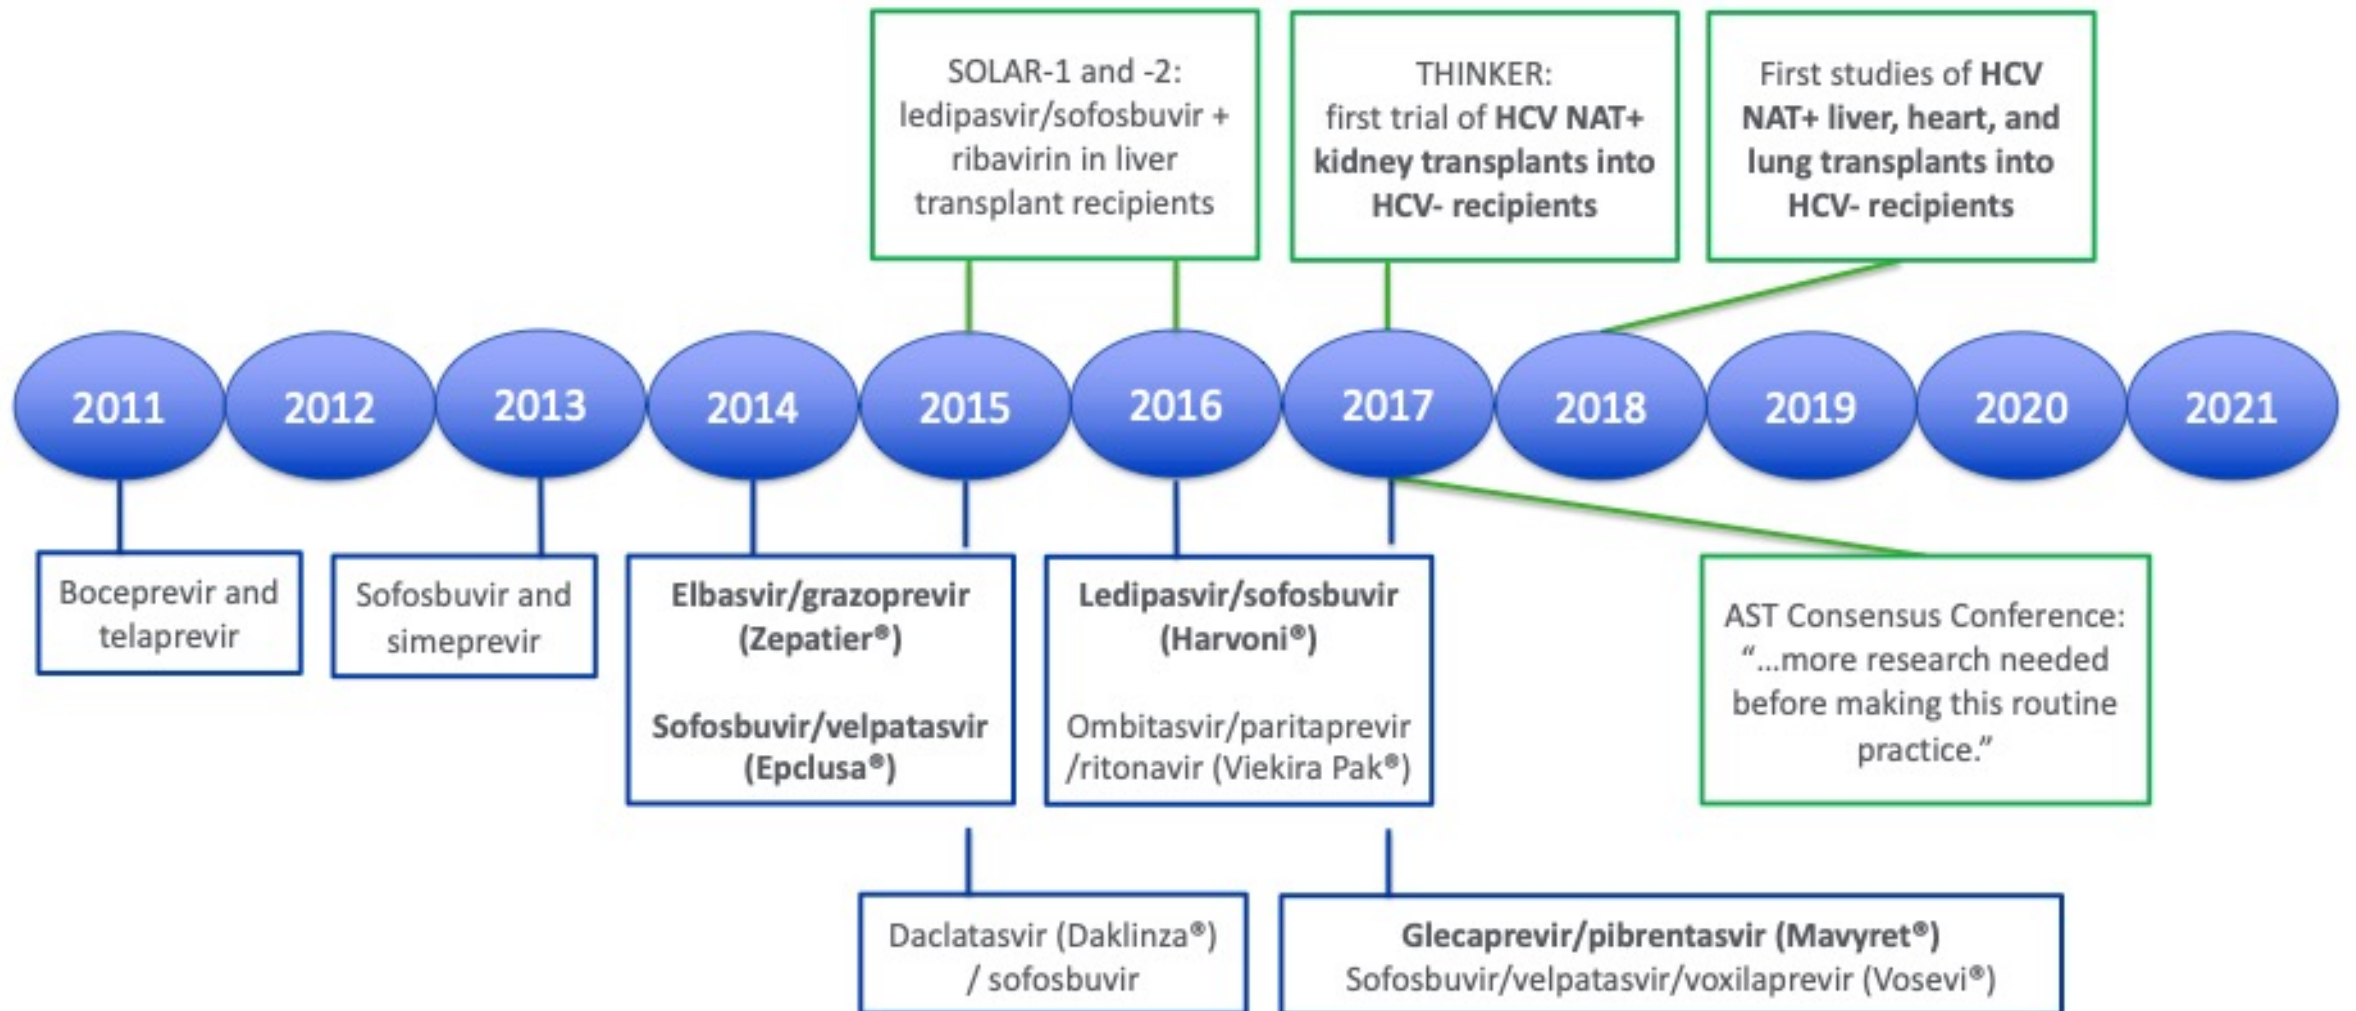 SOLAR-1 and -2:
ledipasvir/sofosbuvir +
ribavirin in liver
transplant recipients
THINKER:
first trial of HCV NAT+
kidney transplants into
HCV- recipients
First studies of HCV
NAT+ liver, heart, and
lung transplants into
HCV- recipients
2011
2012
2013
2014
2015
2016
2017
2018
2019
2020
2021
Boceprevir and
telaprevir
Sofosbuvir and
simeprevir
Elbasvir/grazoprevir
(Zepatier®)
Sofosbuvir/velpatasvir
(Epclusa®)
Ledipasvir/sofosbuvir
(Harvoni®)
Ombitasvir/paritaprevir
/ritonavir (Viekira Pak®)
AST Consensus Conference:
“…more research needed
before making this routine
practice.”
Daclatasvir (Daklinza®)
/ sofosbuvir
Glecaprevir/pibrentasvir (Mavyret®)
Sofosbuvir/velpatasvir/voxilaprevir (Vosevi®)